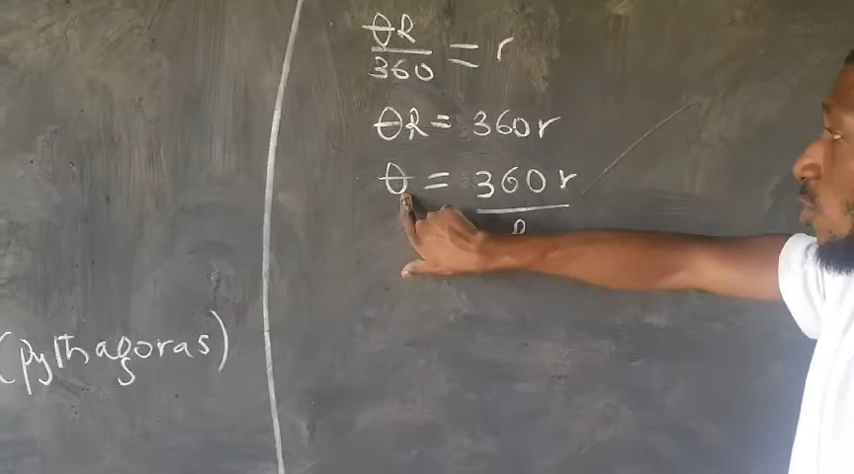 (pythagoras)
θR
360
= r
θR = 360r
θ = 360r